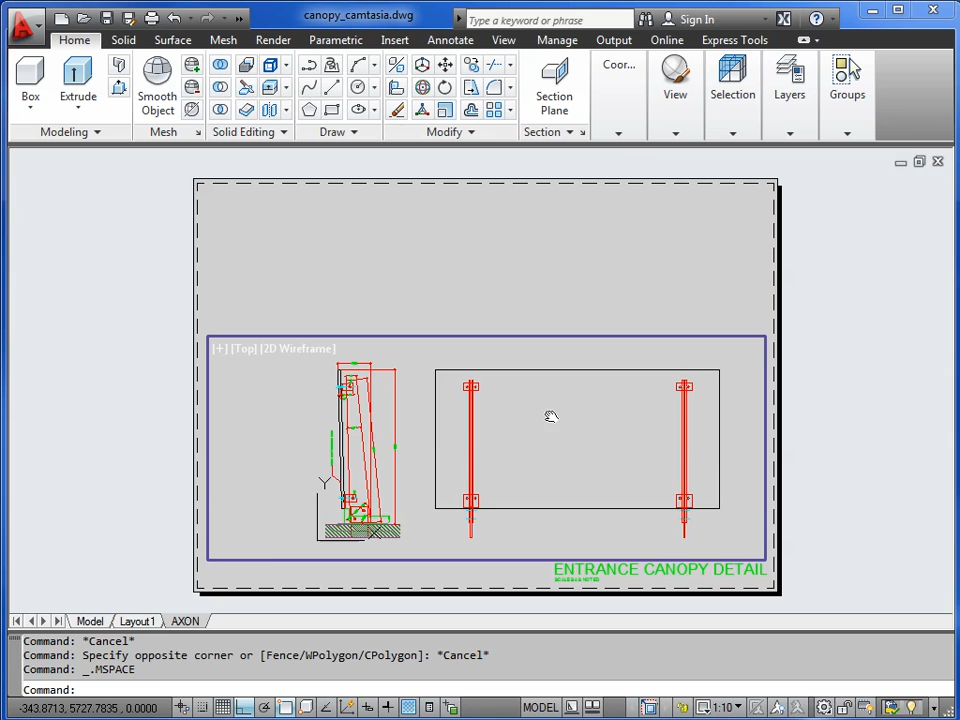 canopy_camtasia.dwg
Type a keyword or phrase
Sign In
Home Solid Surface Mesh Render Parametric Insert Annotate View Manage Output Online Express Tools
Box
Extrude
Smooth
Object
Section
Plane
Coor...
View
Selection
Layers
Groups
Modeling
Mesh
Solid Editing
Draw
Modify
Section
[+] [Top] [2D Wireframe]
Y
X
ENTRANCE CANOPY DETAIL
Model Layout1 AXON
Command: *Cancel*
Command: Specify opposite corner or [Fence/WPolygon/CPolygon]: *Cancel*
Command: _.MSPACE
Command:
-343.8713, 5727.7835, 0.0000
MODEL
1:10